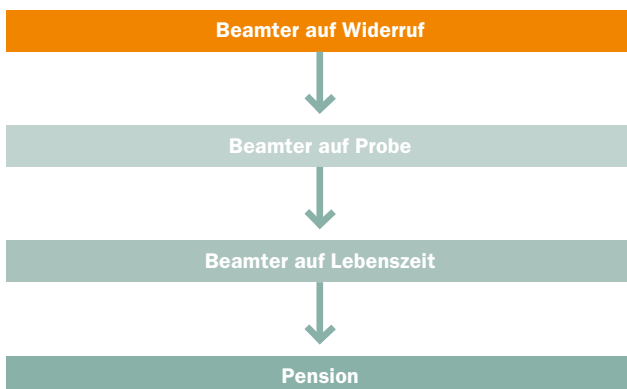 Beamter auf Widerruf
Beamter auf Probe
Beamter auf Lebenszeit
Pension